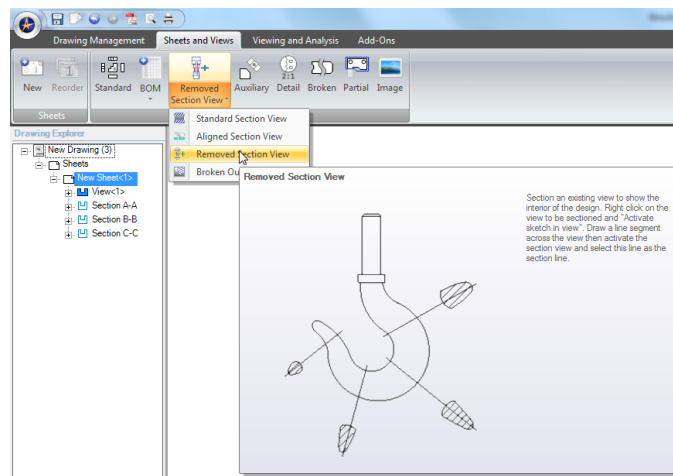 Drawing Management Sheets and Views Viewing and Analysis Add-Ons
New Reorder Standard BOM Removed Section View Auxiliary Detail Broken Partial Image
2:1
Sheets
Standard Section View
Aligned Section View
Removed Section View
Broken Ou
Drawing Explorer
New Drawing (3)
Sheets
New Sheet<1>
View<1>
Section A-A
Section B-B
Section C-C
Removed Section View
Section an existing view to show the
interior of the design. Right click on the
view to be sectioned and "Activate
sketch in view". Draw a line segment
across the view then activate the
section view and select this line as the
section line.